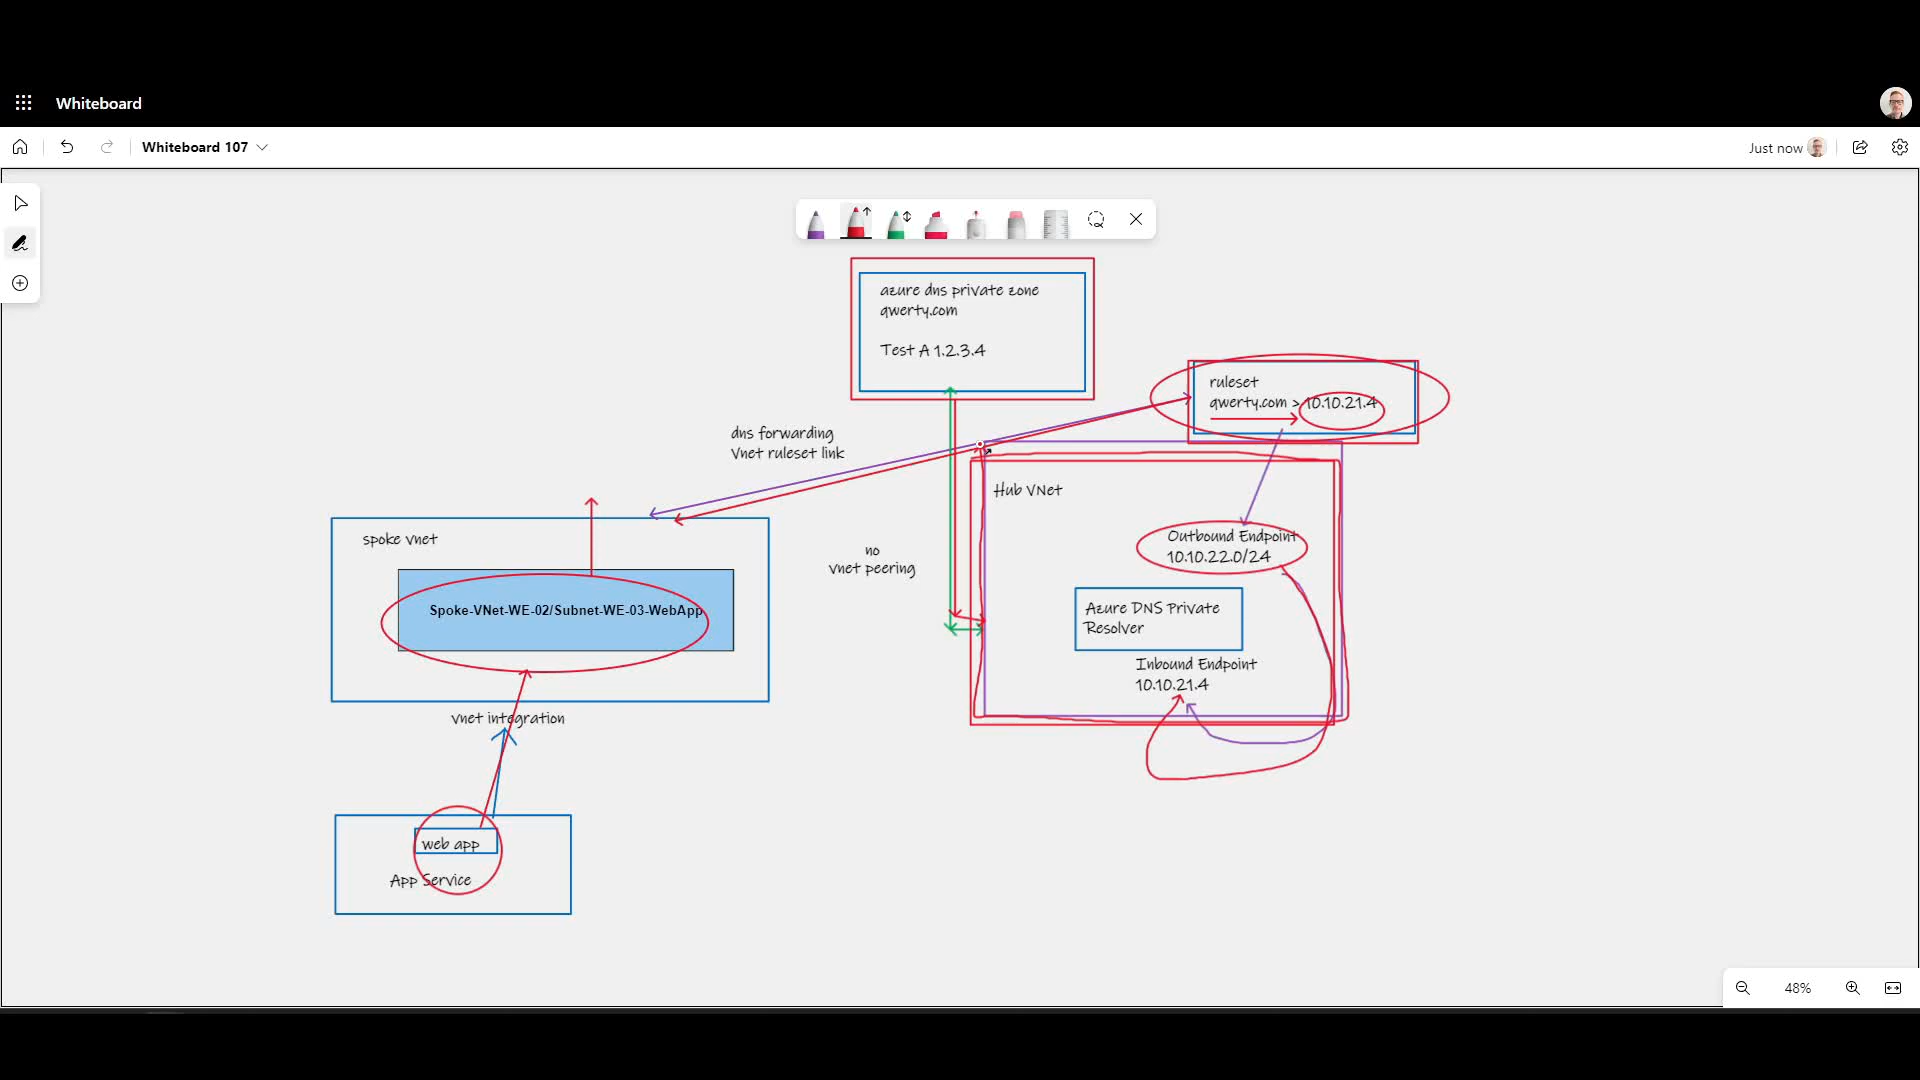 Whiteboard
Whiteboard 107
Just now
azure dns private zone
qwerty.com
Test A 1.2.3.4
ruleset
qwerty.com > 10.10.21.4
dns forwarding
Vnet ruleset link
Hub VNet
spoke vnet
Outbound Endpoint
10.10.22.0/24
no
vnet peering
Spoke-VNet-WE-02/Subnet-WE-03-WebApp
Azure DNS Private
Resolver
Inbound Endpoint
10.10.21.4
vnet integration
web app
App Service
48%